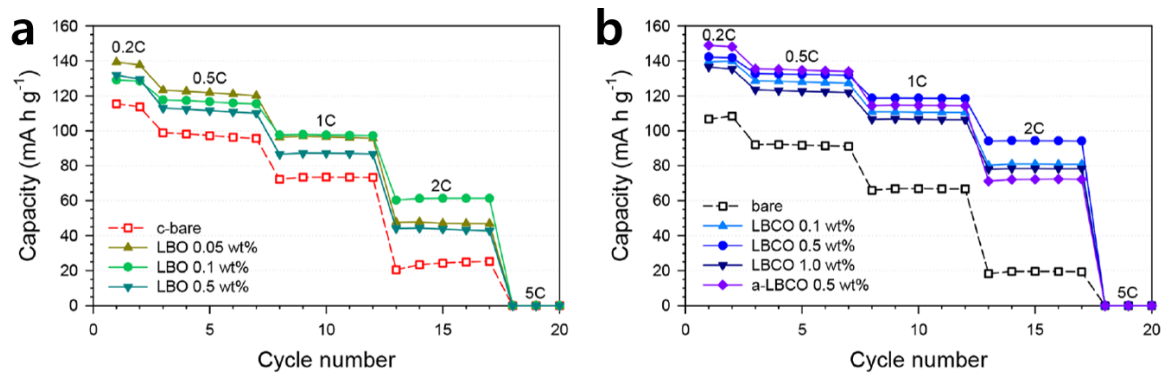 a
Capacity (mA h g⁻¹)
160
140
120
100
80
60
40
20
0
0.2C
0.5C
1C
2C
5C
c-bare
LBO 0.05 wt%
LBO 0.1 wt%
LBO 0.5 wt%
0 5 10 15 20
Cycle number
b
Capacity (mA h g⁻¹)
160
140
120
100
80
60
40
20
0
0.2C
0.5C
1C
2C
5C
bare
LBCO 0.1 wt%
LBCO 0.5 wt%
LBCO 1.0 wt%
a-LBCO 0.5 wt%
0 5 10 15 20
Cycle number